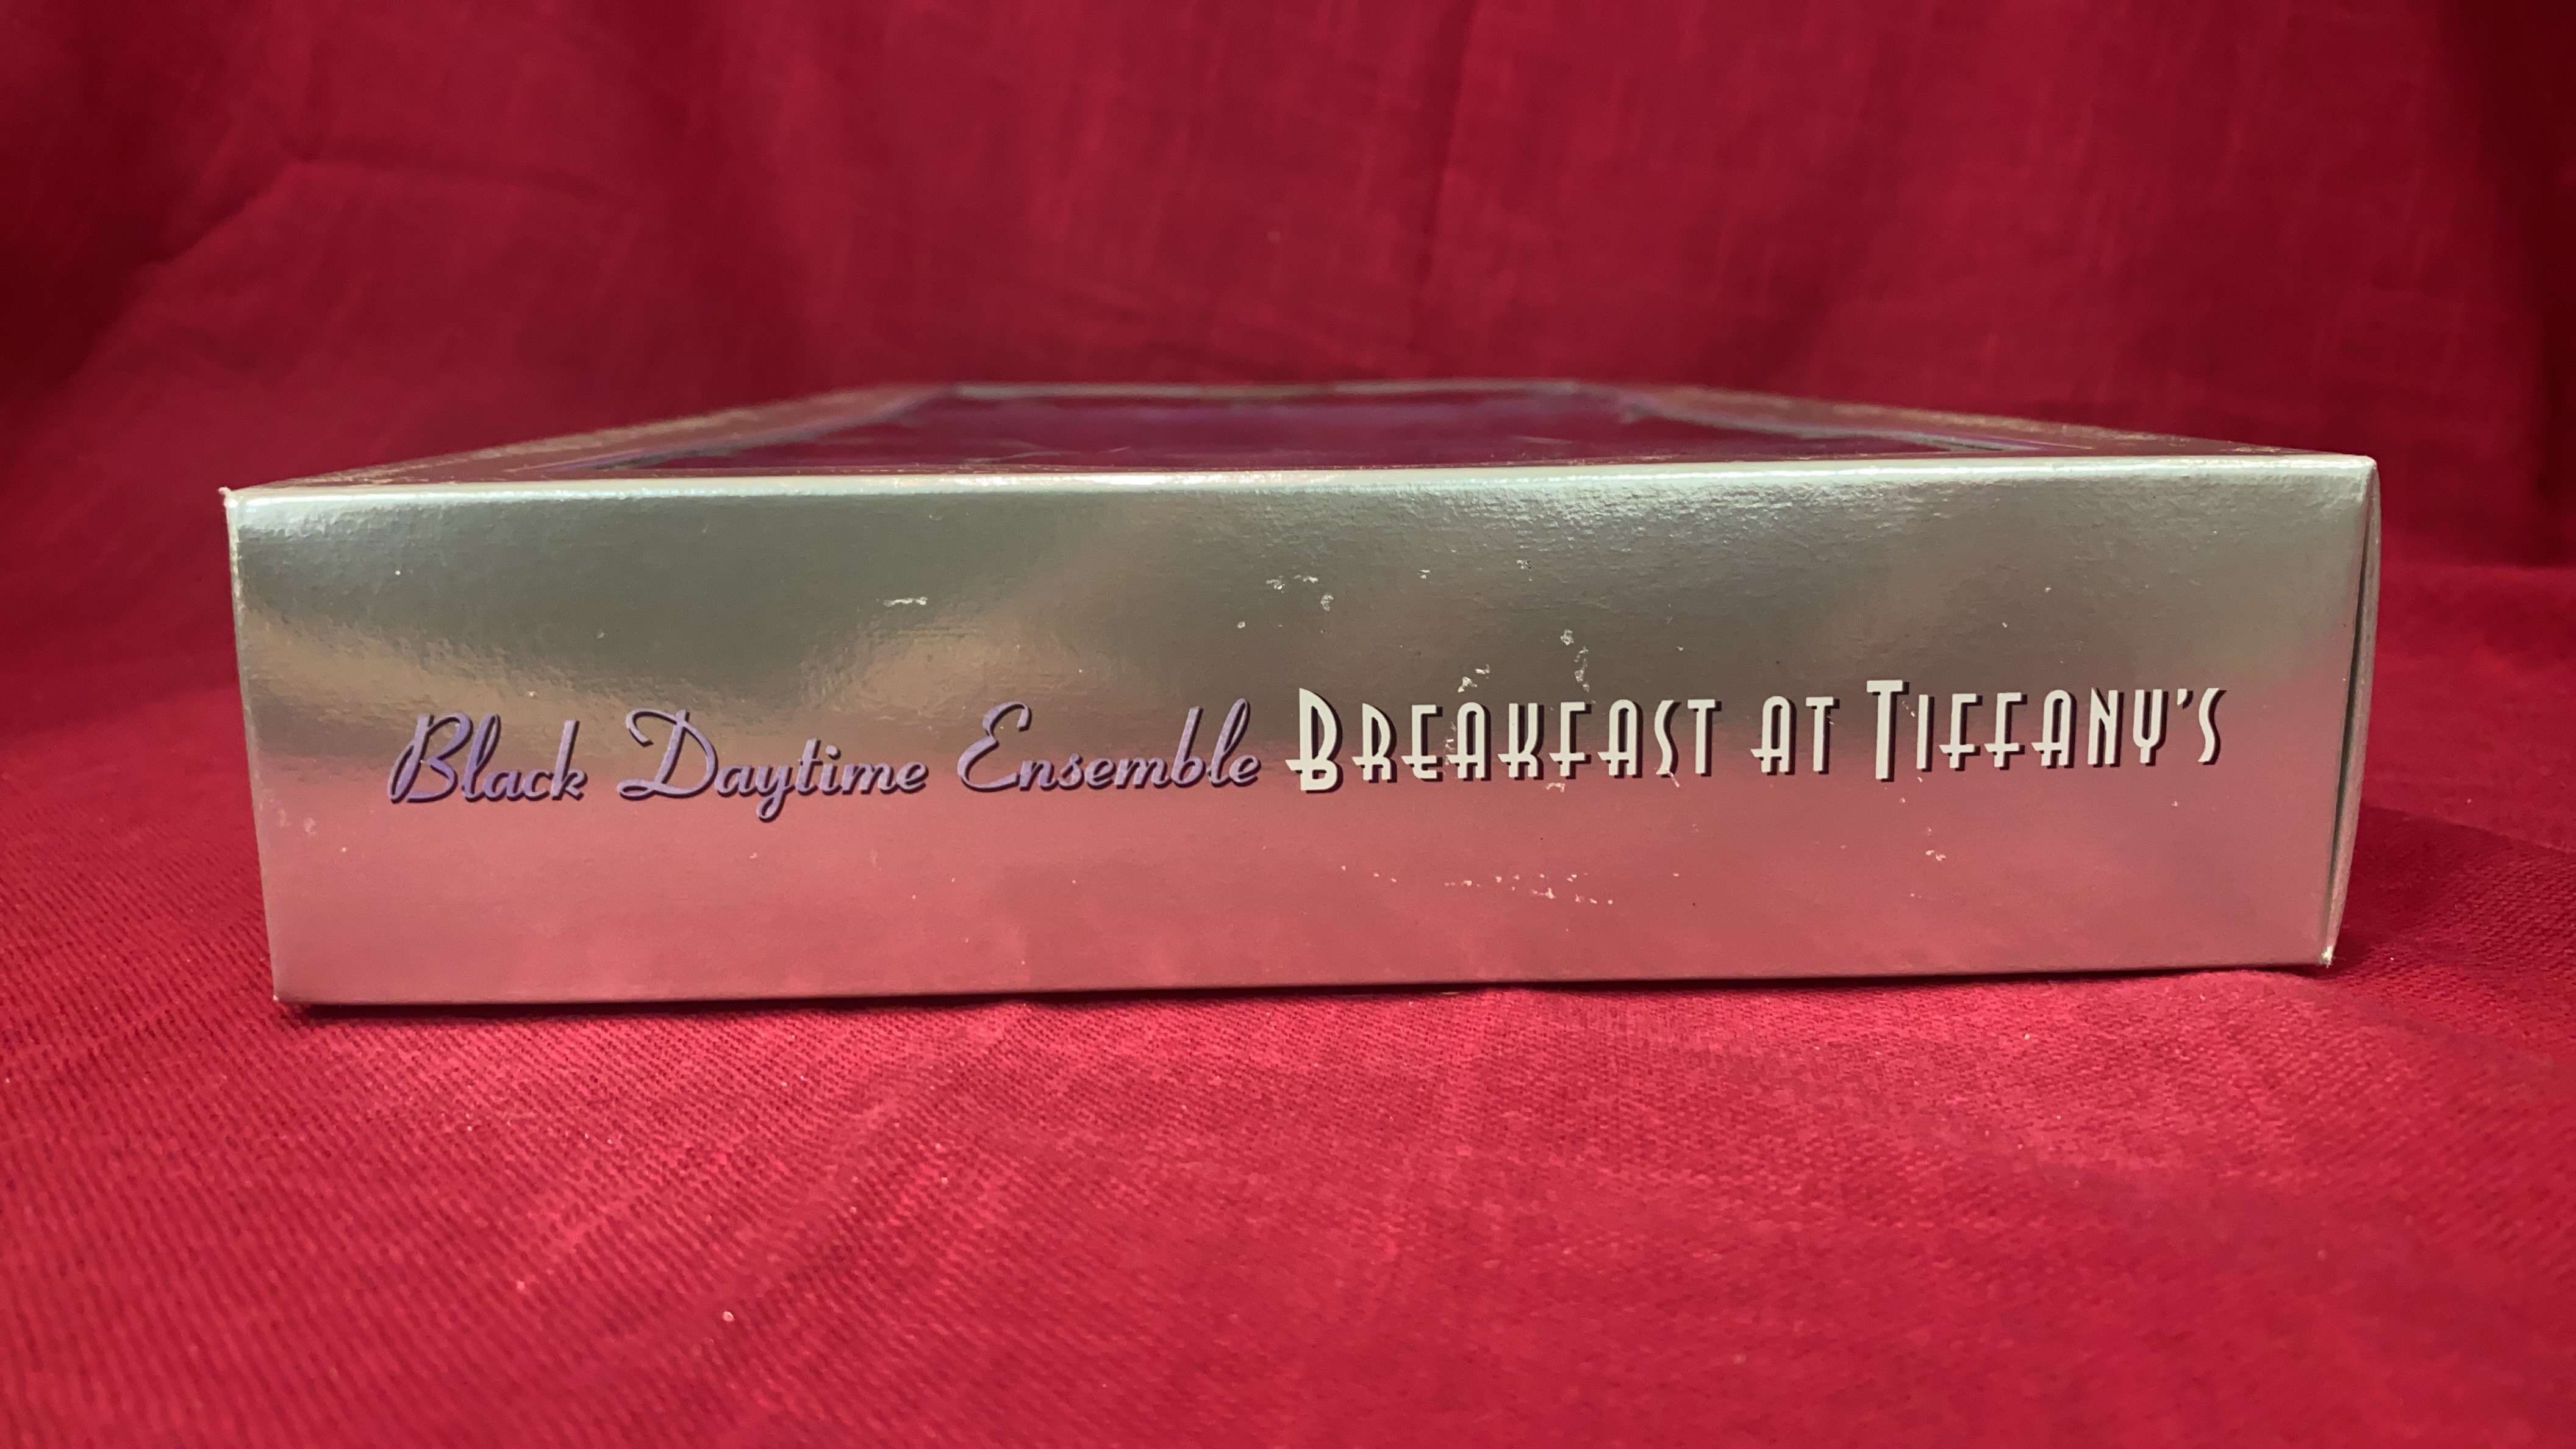 Black Daytime Ensemble BREAKFAST AT TIFFANY'S